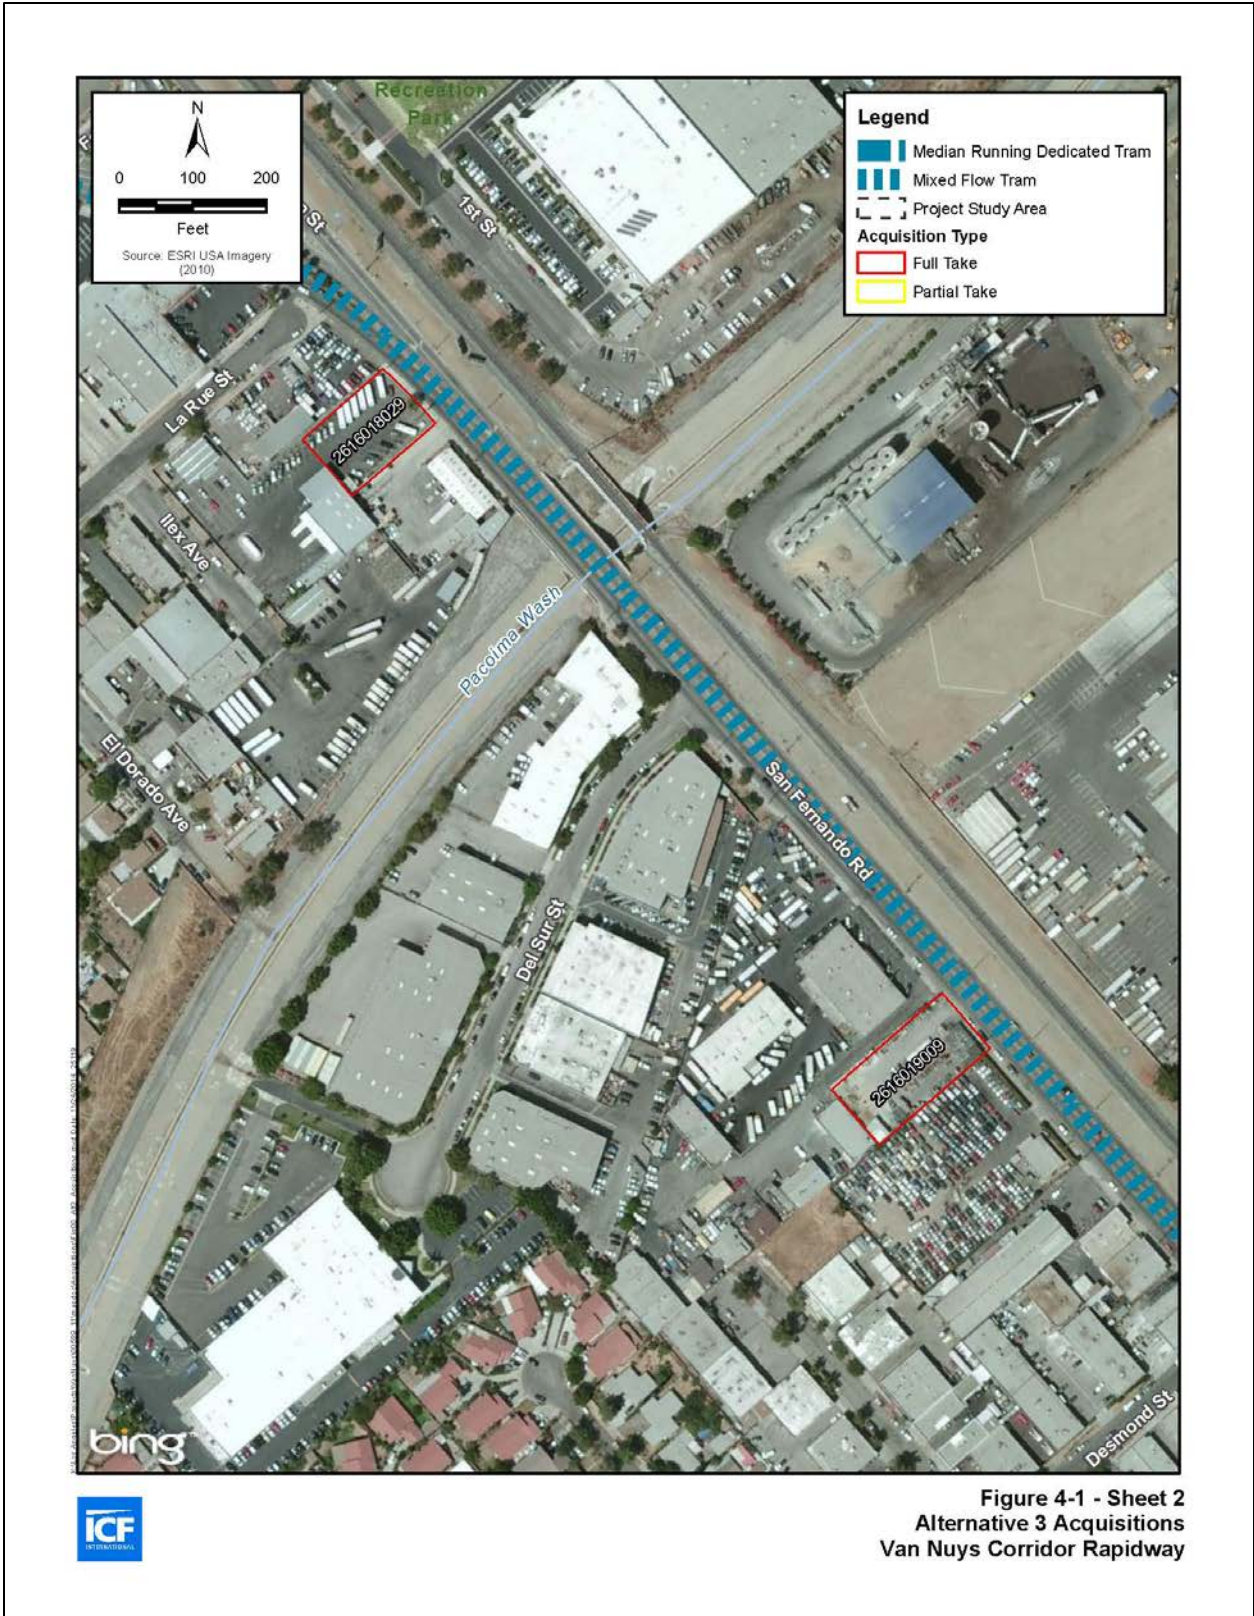 Recreation
Park
N
0 100 200
Feet
Source: ESRI USA Imagery
(2010)
Legend
Median Running Dedicated Tram
Mixed Flow Tram
Project Study Area
Acquisition Type
Full Take
Partial Take
1st St
St
La Rue St
2616018029
Ilex Ave
Pacoima Wash
El Dorado Ave
San Fernando Rd
Del Sur St
2616019009
Desmond St
bing
ICF
INTERNATIONAL
Figure 4-1 - Sheet 2
Alternative 3 Acquisitions
Van Nuys Corridor Rapidway